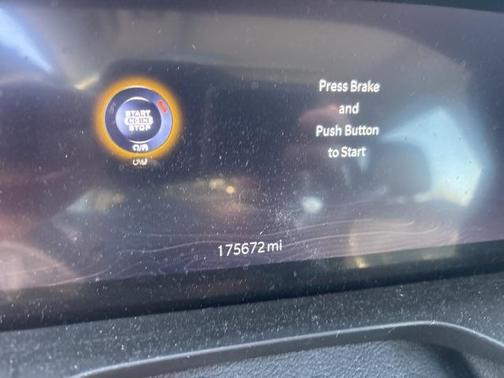 START
ENGINE
STOP
Press Brake
and
Push Button
to Start
175672 mi